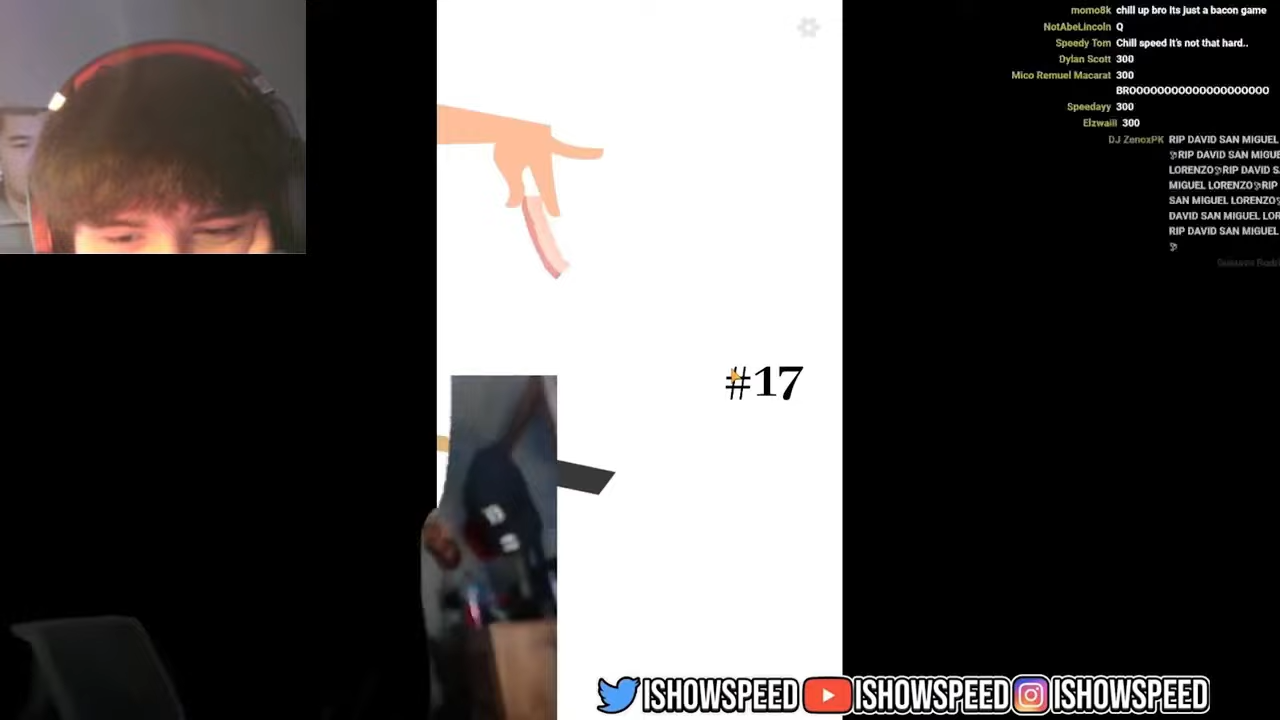 momo8k chill up bro its just a bacon game
NotAbeLincoln Q
Speedy Tom Chill speed It's not that hard..
Dylan Scott 300
Mico Remuel Macarat 300
BROOOOOOOOOOOOOOOOOOOO
Speedayy 300
Elzwaiii 300
DJ ZenoxPK RIP DAVID SAN MIGUEL
RIP DAVID SAN MIGUE
LORENZO RIP DAVID S
MIGUEL LORENZO RIP
SAN MIGUEL LORENZO
DAVID SAN MIGUEL LOR
RIP DAVID SAN MIGUEL
#17
ISHOWSPEED ISHOWSPEED ISHOWSPEED